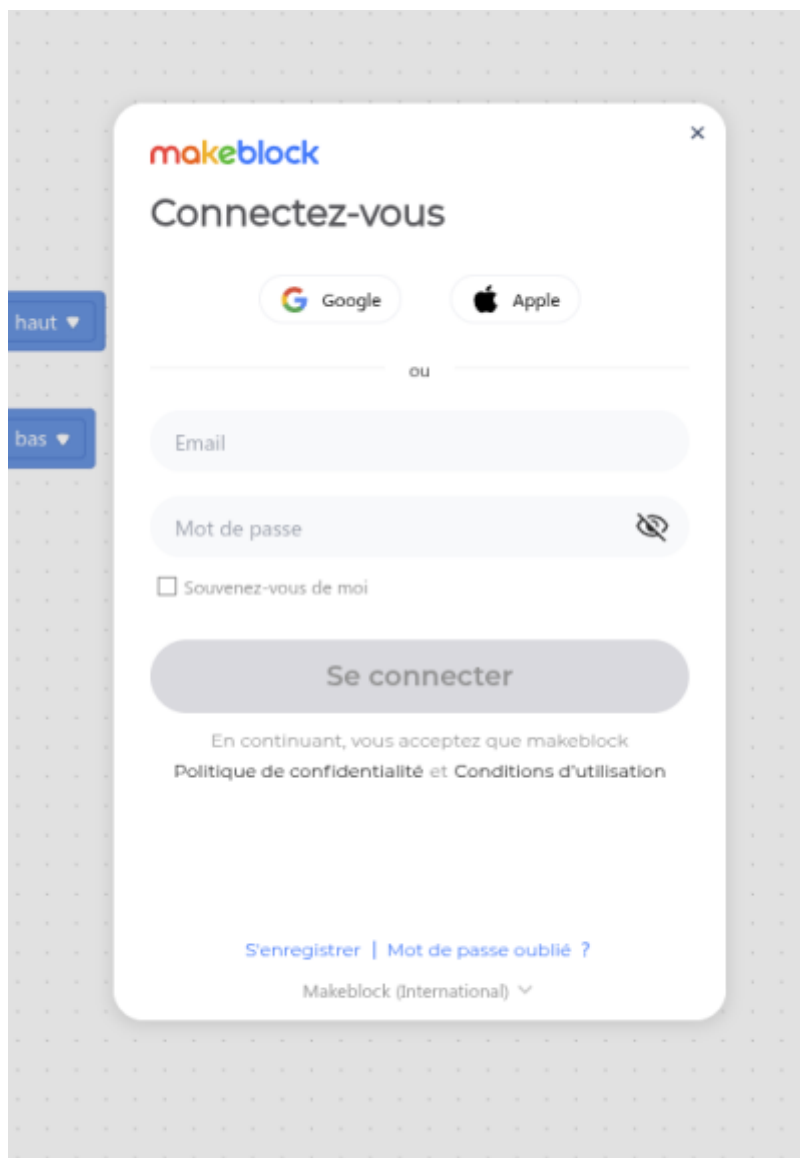 makeblock
Connectez-vous
Google
Apple
haut
ou
bas
Email
Mot de passe
Souvenez-vous de moi
Se connecter
En continuant, vous acceptez que makeblock
Politique de confidentialité et Conditions d'utilisation
S'enregistrer | Mot de passe oublié ?
Makeblock (International)